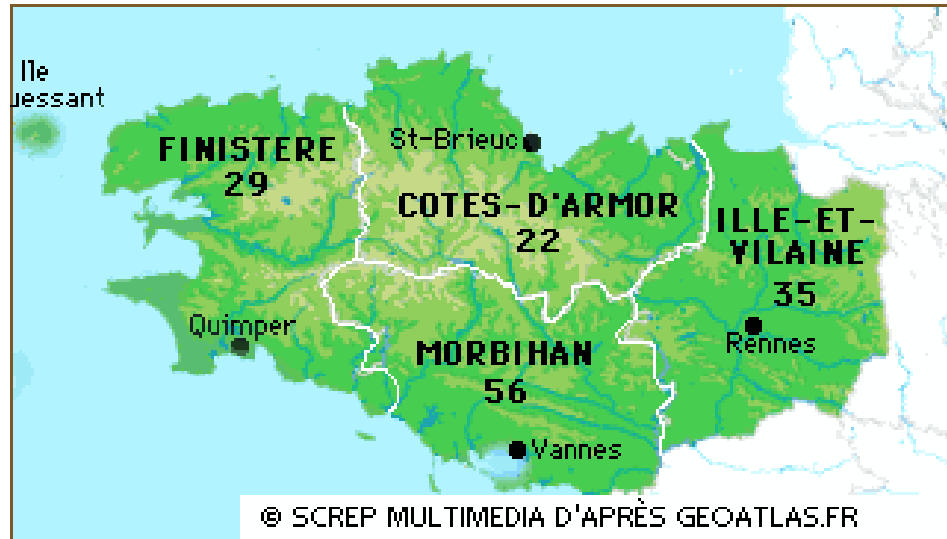 Ile
uessant
FINISTERE
29
St-Brieuc
COTES-D'ARMOR
22
ILLE-ET-
VILAINE
35
Quimper
Rennes
MORBIHAN
56
Vannes
© SCREP MULTIMEDIA D'APRÈS GEOATLAS.FR